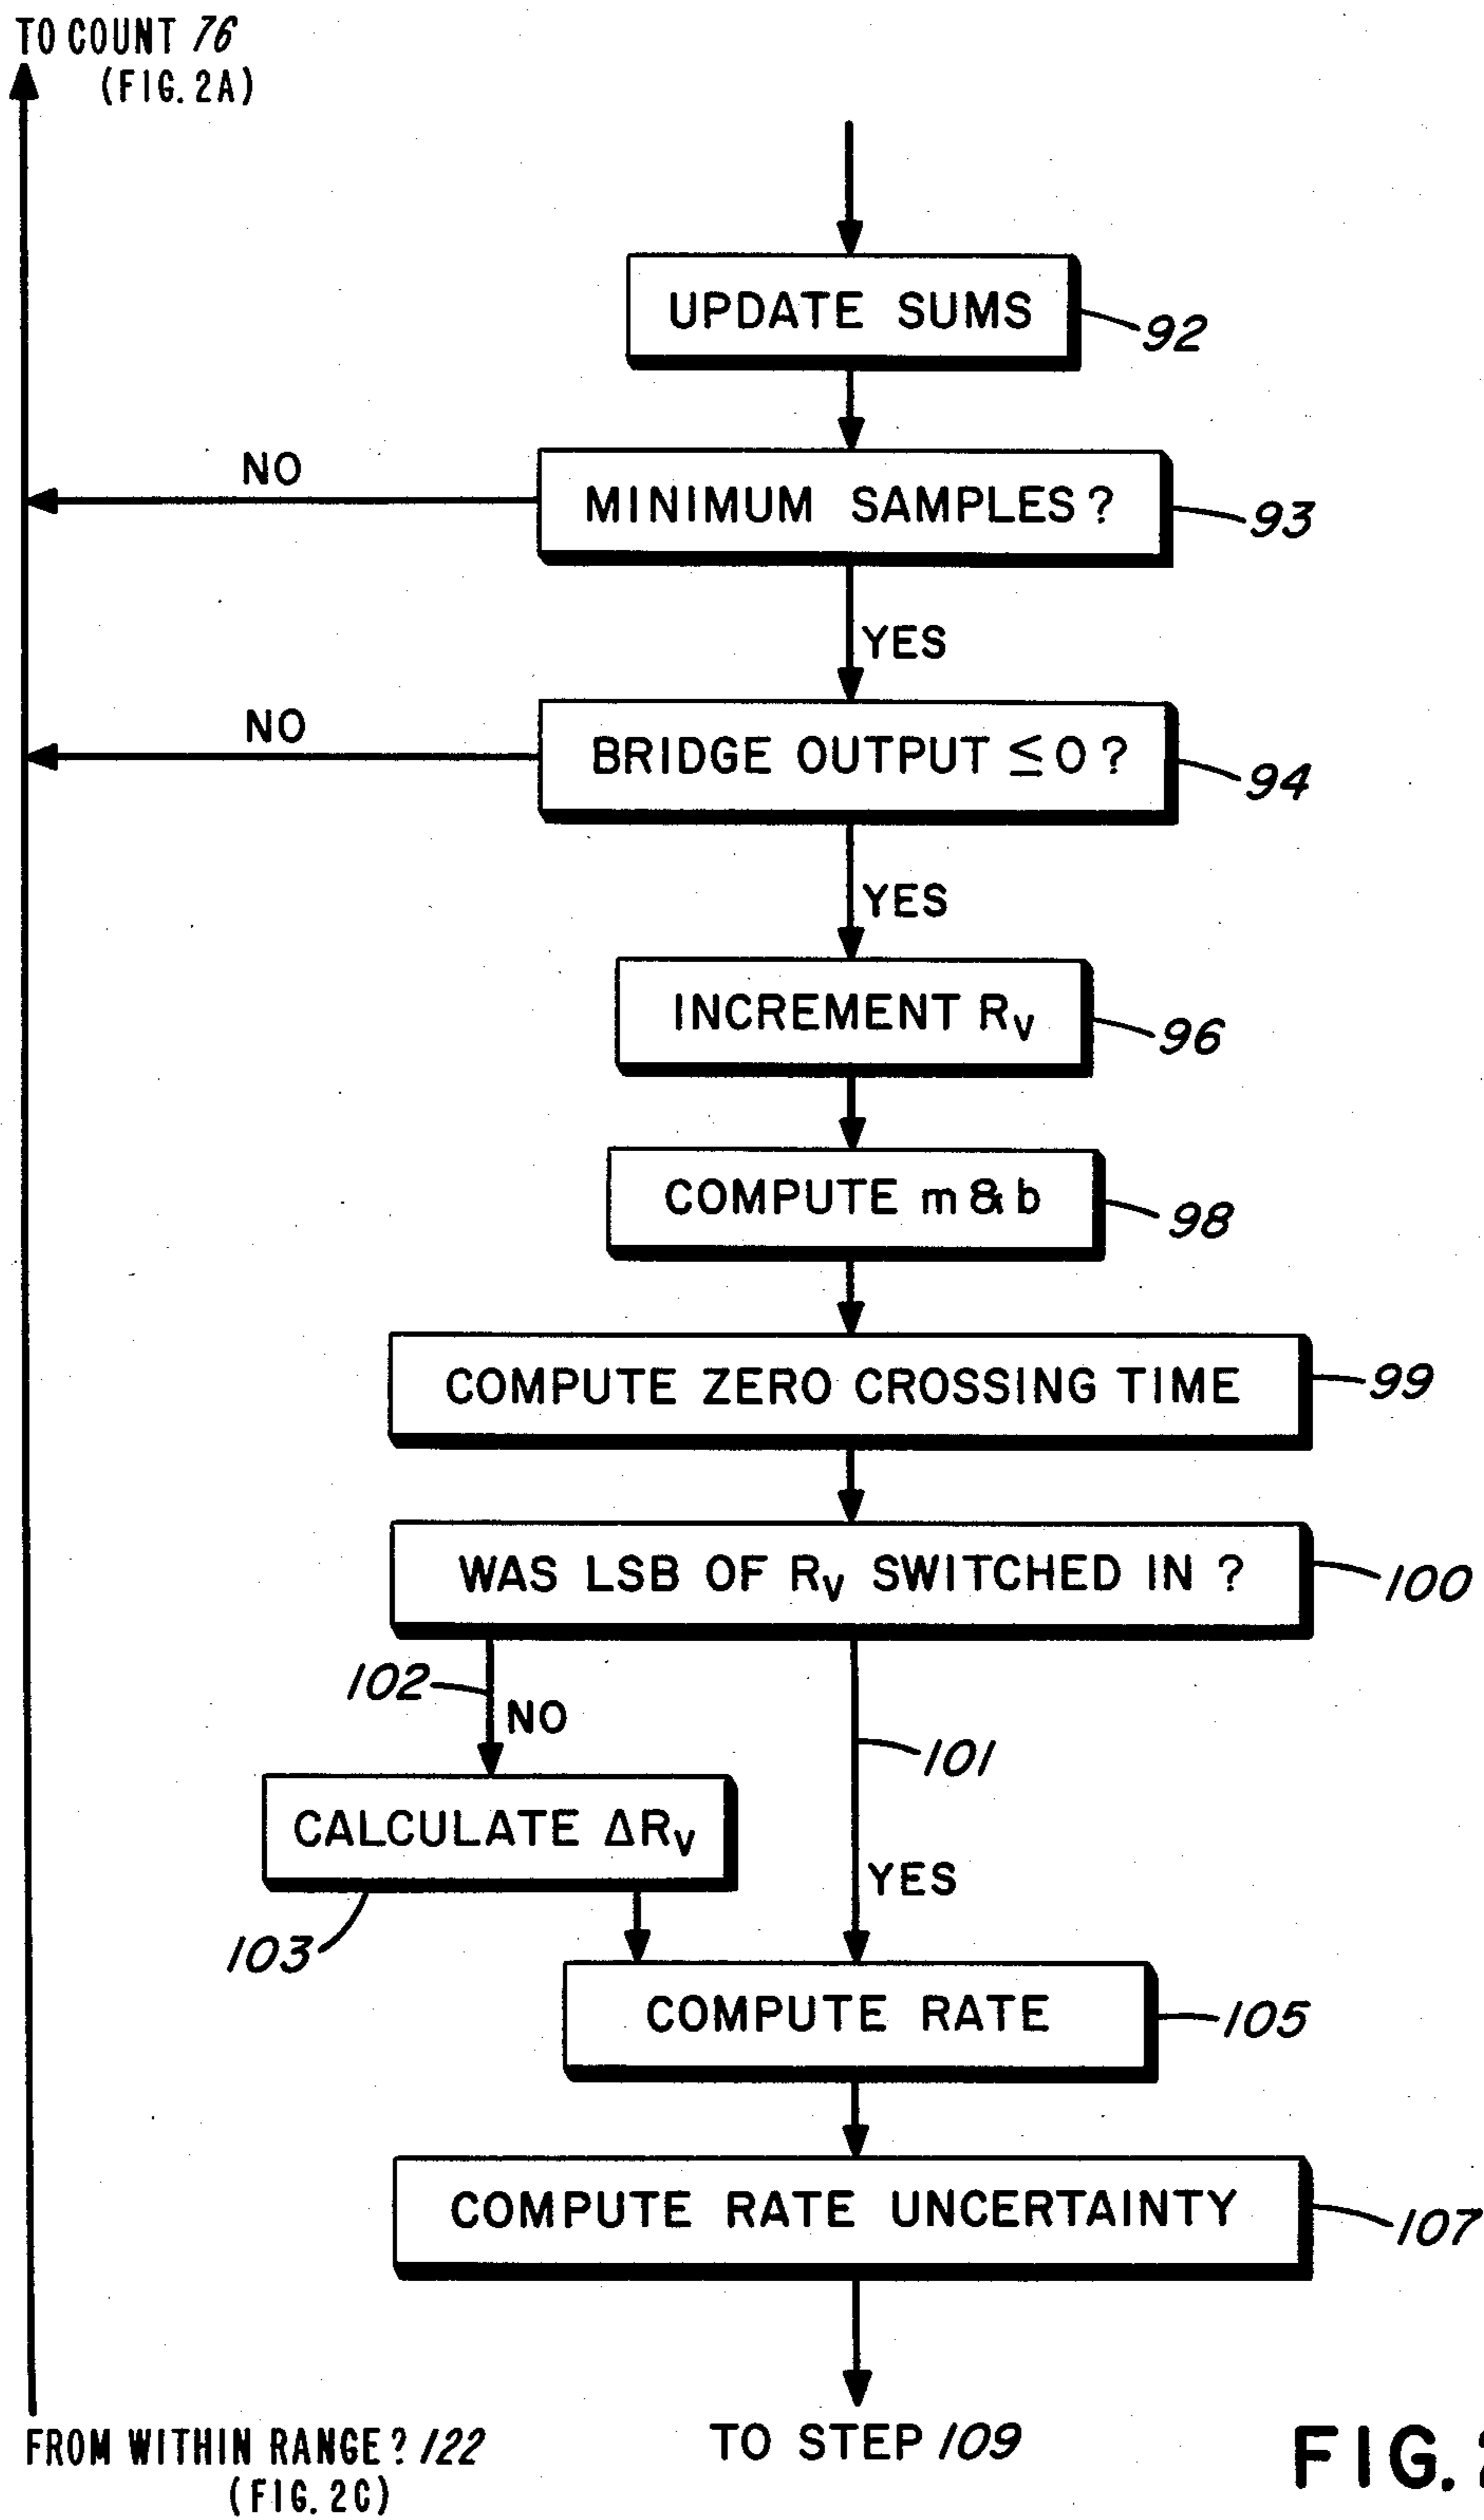 TO COUNT 76
(FIG. 2A)
UPDATE SUMS
92
NO
MINIMUM SAMPLES?
93
YES
NO
BRIDGE OUTPUT ≤ 0?
94
YES
INCREMENT RV
96
COMPUTE m & b
98
COMPUTE ZERO CROSSING TIME
99
WAS LSB OF RV SWITCHED IN ?
100
102
NO
101
CALCULATE ΔRV
YES
103
COMPUTE RATE
105
COMPUTE RATE UNCERTAINTY
107
FROM WITHIN RANGE? 122
(FIG. 2C)
TO STEP 109
FIG.